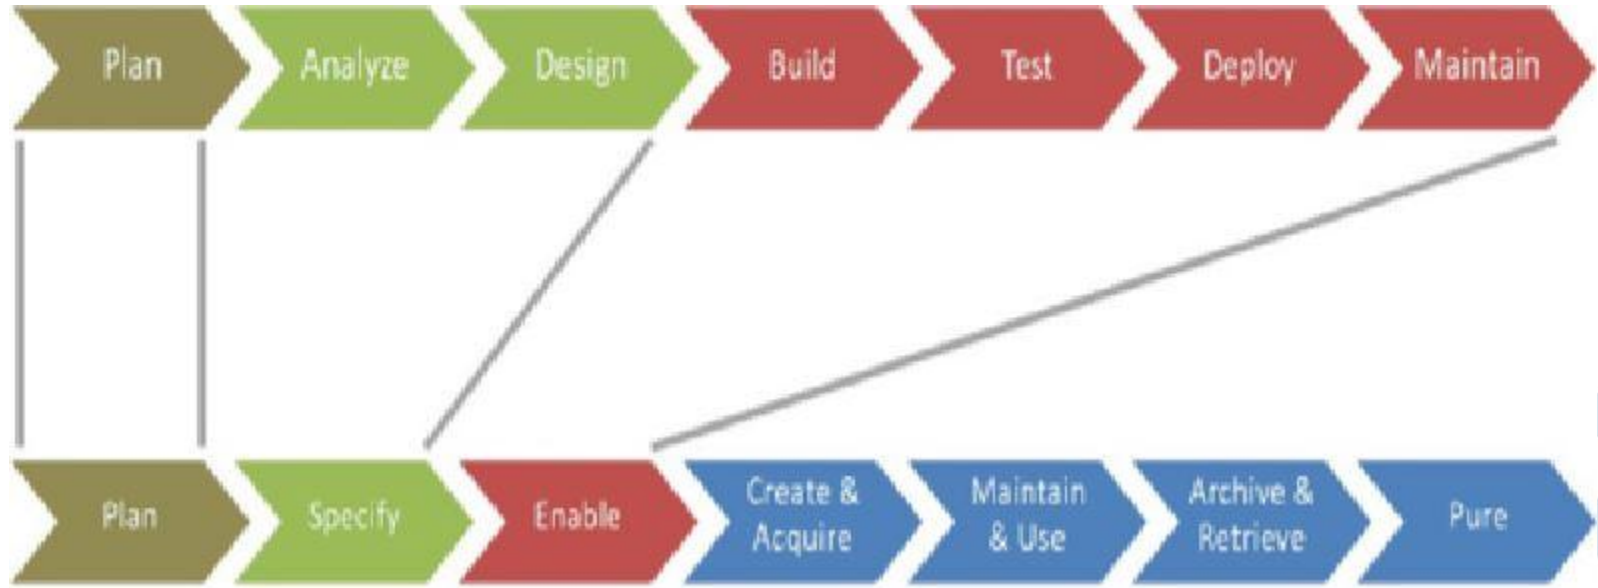 Plan
Analyze
Design
Build
Test
Deploy
Maintain
Plan
Specify
Enable
Create &
Acquire
Maintain
& Use
Archive &
Retrieve
Pure